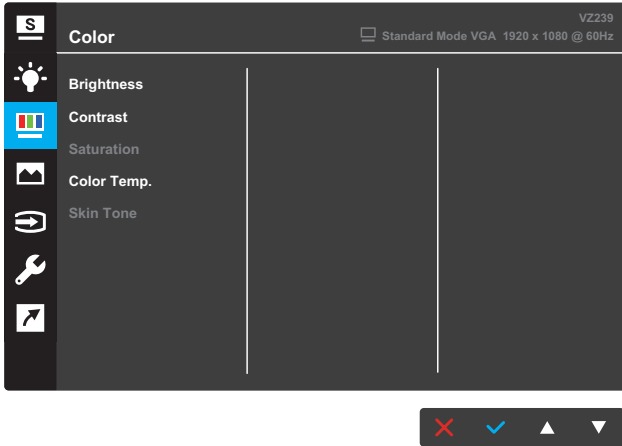 S
VZ239
Color
Standard Mode VGA 1920 x 1080 @ 60Hz
Brightness
Contrast
Saturation
Color Temp.
Skin Tone